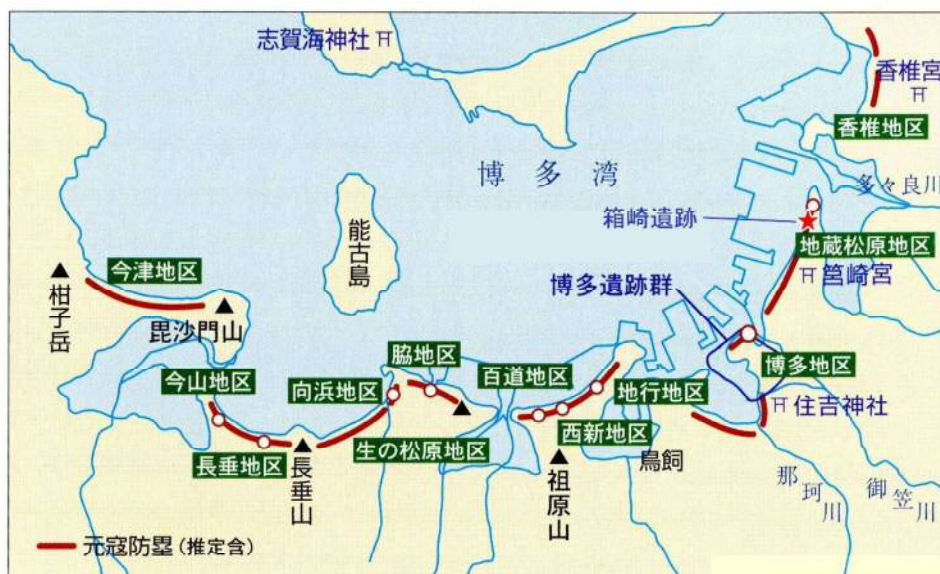 志賀海神社
香椎宮
香椎地区
博多湾
多々良川
箱崎遺跡
地蔵松原地区
能古島
筥崎宮
今津地区
柑子岳
毘沙門山
博多遺跡群
脇地区
博多地区
今山地区
向浜地区
百道地区
地行地区
住吉神社
長垂地区
長垂山
生の松原地区
西新地区
鳥飼
祖原山
那珂川
御笠川
元寇防塁(推定含)